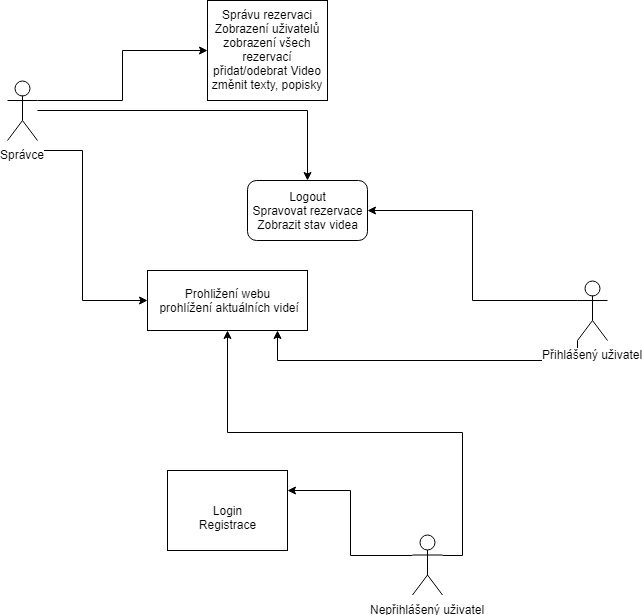 Správu rezervaci
Zobrazení uživatelů
zobrazení všech
rezervací
přidat/odebrat Video
změnit texty, popisky
Správce
Logout
Spravovat rezervace
Zobrazit stav videa
Prohližení webu
prohlížení aktuálních videí
Přihlášený uživatel
Login
Registrace
Nepřihlášený uživatel